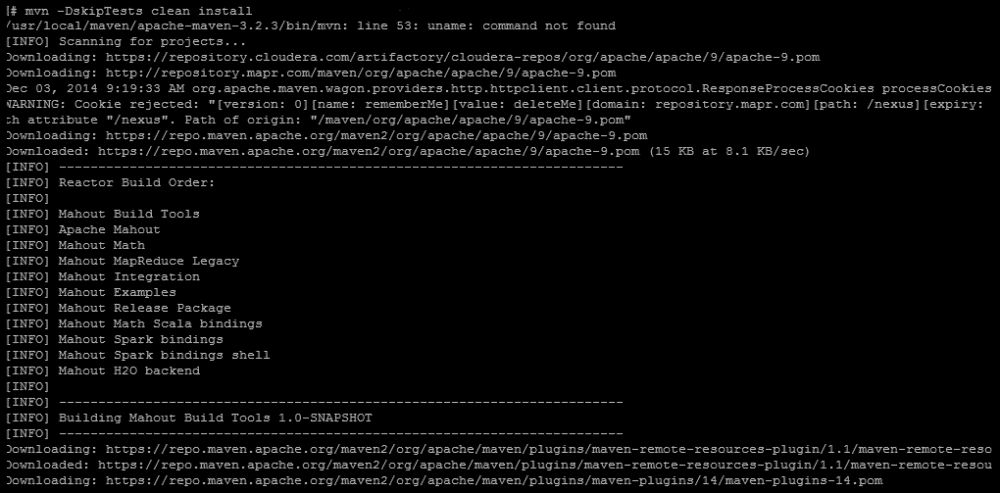 # mvn -DskipTests clean install
/usr/local/maven/apache-maven-3.2.3/bin/mvn: line 53: uname: command not found
[INFO] Scanning for projects...
Downloading: https://repository.cloudera.com/artifactory/cloudera-repos/org/apache/apache/9/apache-9.pom
Downloading: http://repository.mapr.com/maven/org/apache/apache/9/apache-9.pom
Dec 03, 2014 9:19:33 AM org.apache.maven.wagon.providers.http.httpclient.client.protocol.ResponseProcessCookies processCookies
WARNING: Cookie rejected: "[version: 0][name: rememberMe][value: deleteMe][domain: repository.mapr.com][path: /nexus][expiry:
ch attribute "/nexus". Path of origin: "/maven/org/apache/apache/9/apache-9.pom"
Downloading: https://repo.maven.apache.org/maven2/org/apache/apache/9/apache-9.pom
Downloaded: https://repo.maven.apache.org/maven2/org/apache/apache/9/apache-9.pom (15 KB at 8.1 KB/sec)
[INFO] ------------------------------------------------------------------------
[INFO] Reactor Build Order:
[INFO]
[INFO] Mahout Build Tools
[INFO] Apache Mahout
[INFO] Mahout Math
[INFO] Mahout MapReduce Legacy
[INFO] Mahout Integration
[INFO] Mahout Examples
[INFO] Mahout Release Package
[INFO] Mahout Math Scala bindings
[INFO] Mahout Spark bindings
[INFO] Mahout Spark bindings shell
[INFO] Mahout H2O backend
[INFO]
[INFO] ------------------------------------------------------------------------
[INFO] Building Mahout Build Tools 1.0-SNAPSHOT
[INFO] ------------------------------------------------------------------------
Downloading: https://repo.maven.apache.org/maven2/org/apache/maven/plugins/maven-remote-resources-plugin/1.1/maven-remote-reso
Downloaded: https://repo.maven.apache.org/maven2/org/apache/maven/plugins/maven-remote-resources-plugin/1.1/maven-remote-resou
Downloading: https://repo.maven.apache.org/maven2/org/apache/maven/plugins/maven-plugins/14/maven-plugins-14.pom